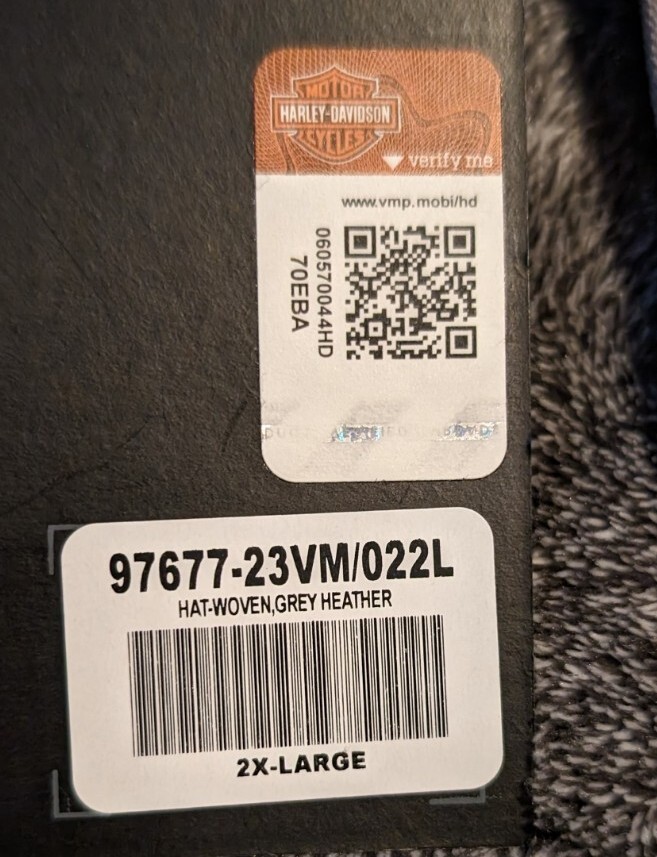 MOTOR
HARLEY-DAVIDSON
CYCLES
verify me
www.vmp.mobi/hd
060570044HD
70EBA
97677-23VM/022L
HAT-WOVEN,GREY HEATHER
2X-LARGE